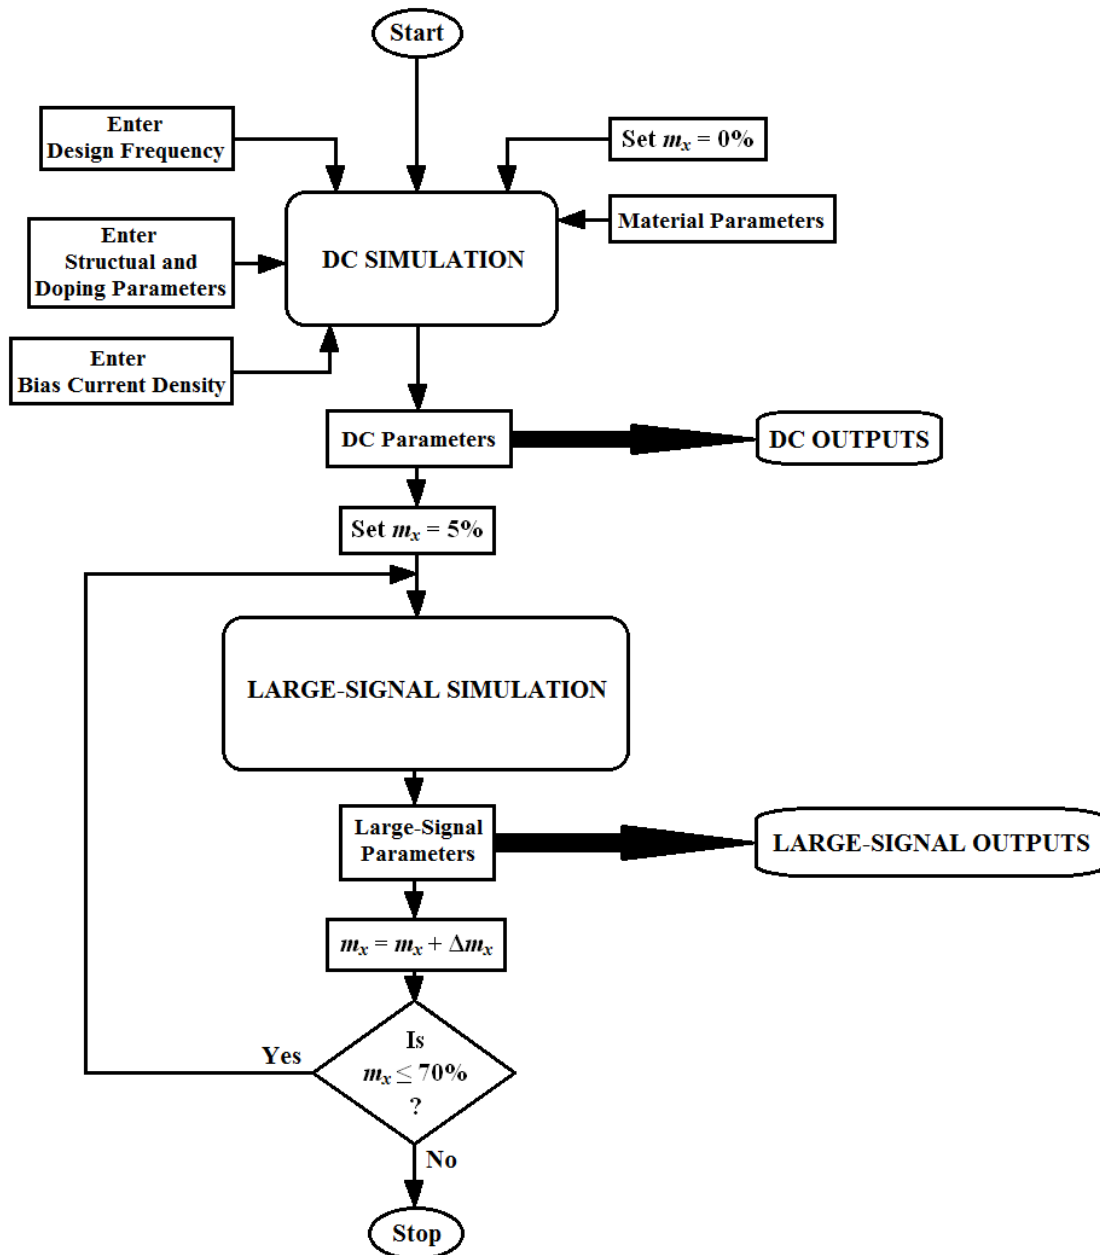 Start
Enter
Design Frequency
Set mₓ = 0%
Material Parameters
Enter
Structual and
Doping Parameters
DC SIMULATION
Enter
Bias Current Density
DC Parameters
DC OUTPUTS
Set mₓ = 5%
LARGE-SIGNAL SIMULATION
Large-Signal
Parameters
LARGE-SIGNAL OUTPUTS
mₓ = mₓ + Δmₓ
Is
mₓ ≤ 70%
?
Yes
No
Stop